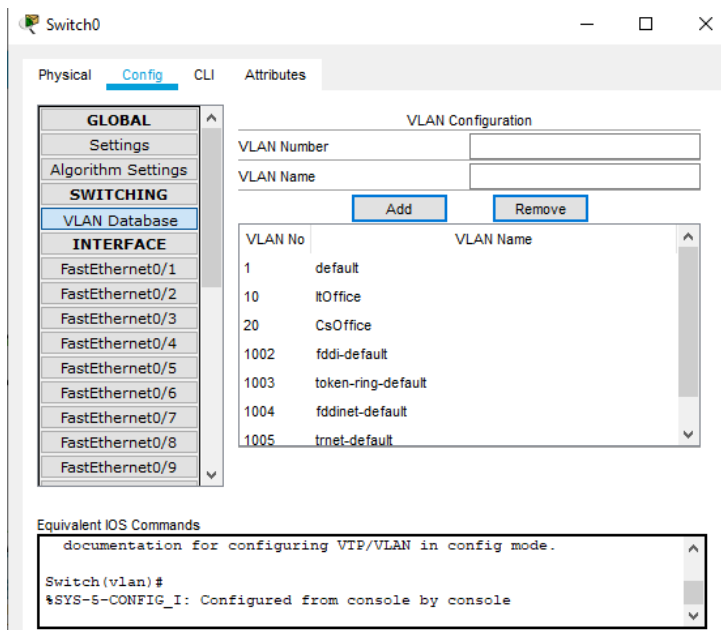 Switch0
Physical Config CLI Attributes
GLOBAL
Settings
Algorithm Settings
SWITCHING
VLAN Database
INTERFACE
FastEthernet0/1
FastEthernet0/2
FastEthernet0/3
FastEthernet0/4
FastEthernet0/5
FastEthernet0/6
FastEthernet0/7
FastEthernet0/8
FastEthernet0/9
VLAN Configuration
VLAN Number
VLAN Name
Add Remove
VLAN No VLAN Name
1 default
10 ItOffice
20 CsOffice
1002 fddi-default
1003 token-ring-default
1004 fddinet-default
1005 trnet-default
Equivalent IOS Commands
documentation for configuring VTP/VLAN in config mode.
Switch(vlan)#
%SYS-5-CONFIG_I: Configured from console by console